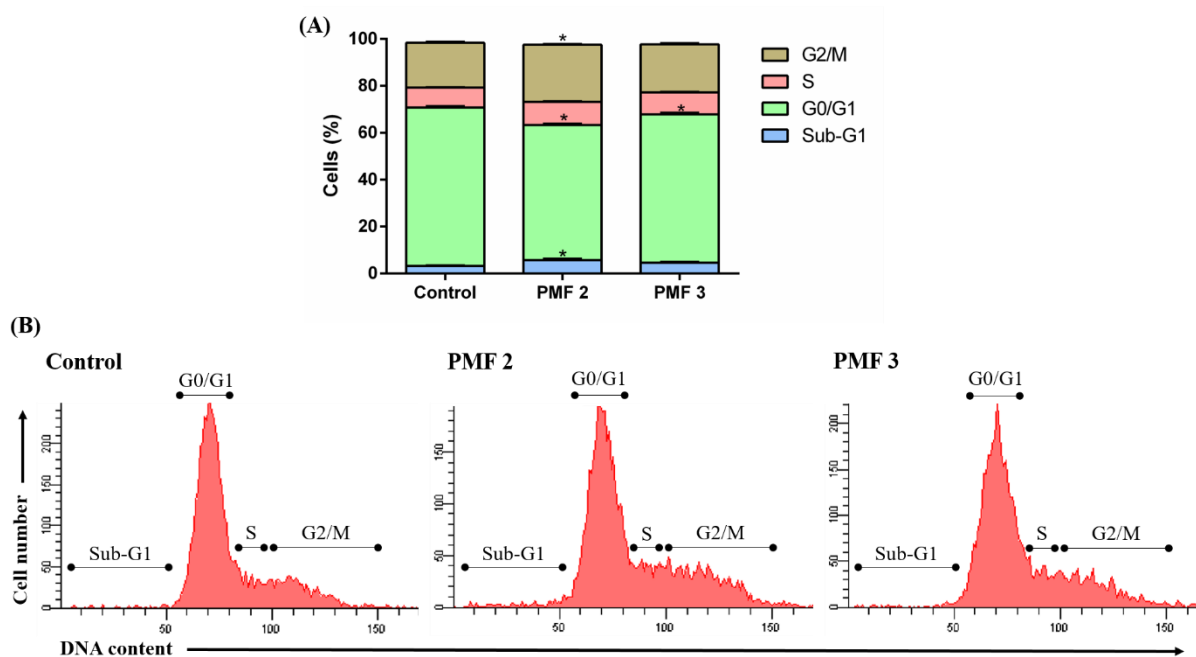 (A)
100
80
60
40
20
0
Cells (%)
*
*
*
*
Control PMF 2 PMF 3
G2/M
S
G0/G1
Sub-G1
(B)
Control
G0/G1
S
G2/M
Sub-G1
Cell number
200
150
100
50
0
50 100 150
PMF 2
G0/G1
S
G2/M
Sub-G1
150
100
50
0
50 100 150
PMF 3
G0/G1
S
G2/M
Sub-G1
200
150
100
50
0
50 100 150
DNA content